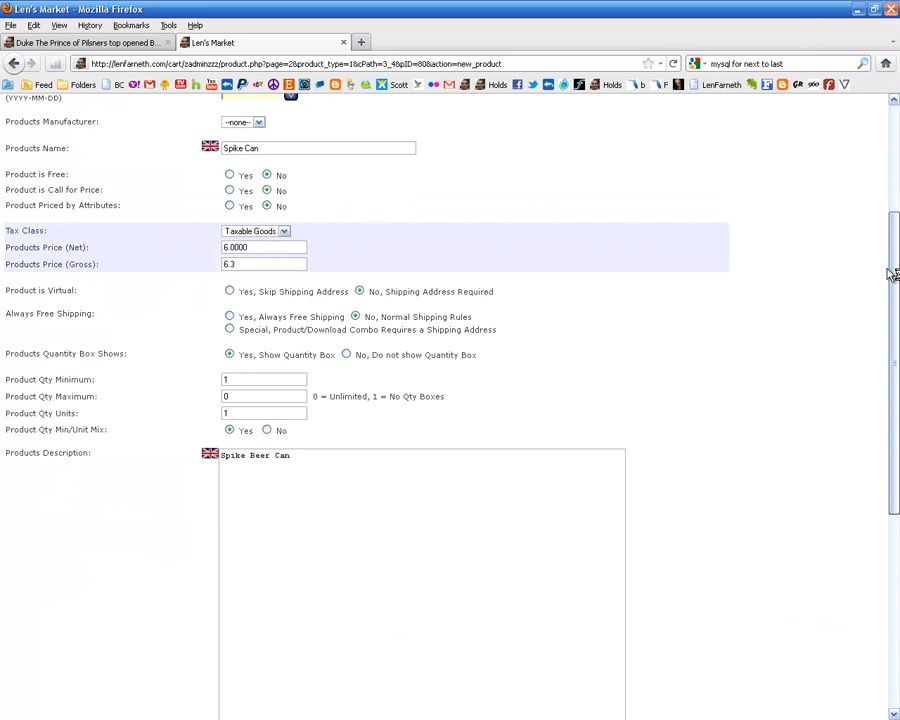 Len's Market - Mozilla Firefox
File Edit View History Bookmarks Tools Help
Duke The Prince of Pilsners top opened B...
Len's Market
http://lenfarneth.com/cart/zadminzzz/product.php?page=2&product_type=1&cPath=3_4&pID=80&action=new_product
mysql for next to last
Feed Folders BC Scott Holds Holds b F LenFarneth GR 960 f
(YYYY-MM-DD)
Products Manufacturer: --none--
Products Name: Spike Can
Product is Free: Yes No
Product is Call for Price: Yes No
Product Priced by Attributes: Yes No
Tax Class: Taxable Goods
Products Price (Net): 6.0000
Products Price (Gross): 6.3
Product is Virtual: Yes, Skip Shipping Address No, Shipping Address Required
Always Free Shipping: Yes, Always Free Shipping No, Normal Shipping Rules
Special, Product/Download Combo Requires a Shipping Address
Products Quantity Box Shows: Yes, Show Quantity Box No, Do not show Quantity Box
Product Qty Minimum: 1
Product Qty Maximum: 0 0 = Unlimited, 1 = No Qty Boxes
Product Qty Units: 1
Product Qty Min/Unit Mix: Yes No
Products Description: Spike Beer Can